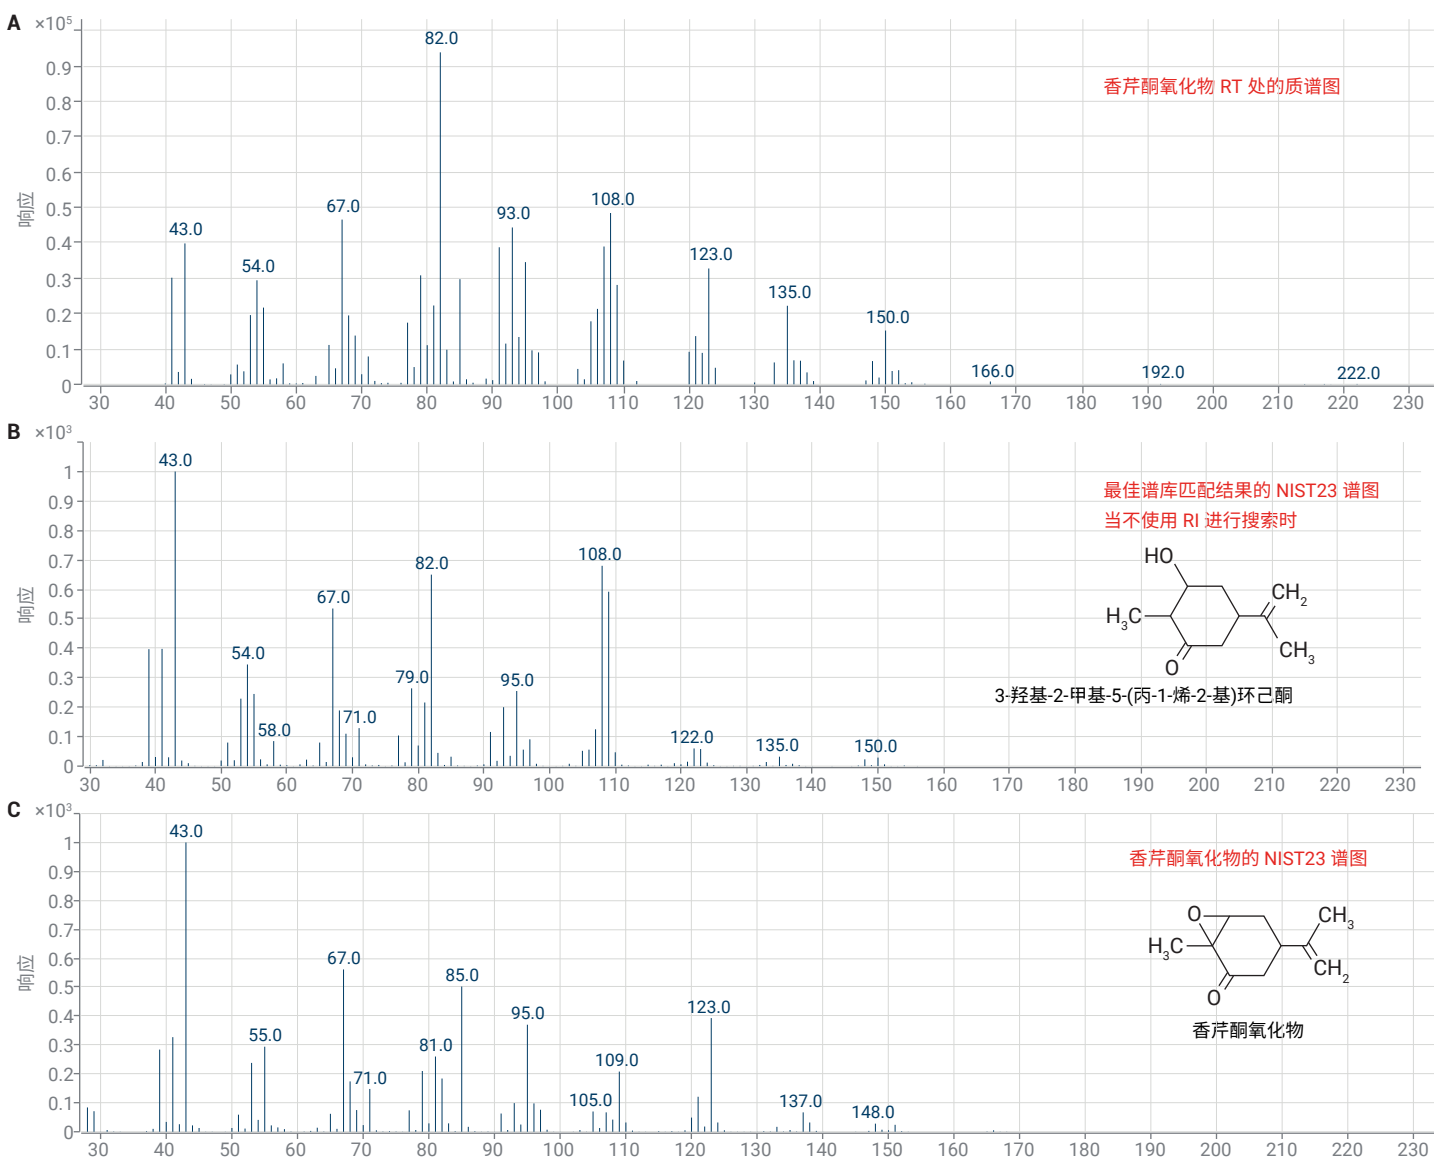 A
×10⁵
响应
0.9
0.8
0.7
0.6
0.5
0.4
0.3
0.2
0.1
0
香芹酮氧化物 RT 处的质谱图
43.0
54.0
67.0
82.0
93.0
108.0
123.0
135.0
150.0
166.0
192.0
222.0
30 40 50 60 70 80 90 100 110 120 130 140 150 160 170 180 190 200 210 220 230
B
×10³
响应
1
0.9
0.8
0.7
0.6
0.5
0.4
0.3
0.2
0.1
0
最佳谱库匹配结果的 NIST23 谱图
当不使用 RI 进行搜索时
HO
CH₂
H₃C
CH₃
O
3-羟基-2-甲基-5-(丙-1-烯-2-基)环己酮
43.0
54.0
58.0
67.0
71.0
79.0
82.0
95.0
108.0
122.0
135.0
150.0
30 40 50 60 70 80 90 100 110 120 130 140 150 160 170 180 190 200 210 220 230
C
×10³
响应
1
0.9
0.8
0.7
0.6
0.5
0.4
0.3
0.2
0.1
0
香芹酮氧化物的 NIST23 谱图
O
CH₃
H₃C
CH₂
O
香芹酮氧化物
43.0
55.0
67.0
71.0
81.0
85.0
95.0
105.0
109.0
123.0
137.0
148.0
30 40 50 60 70 80 90 100 110 120 130 140 150 160 170 180 190 200 210 220 230